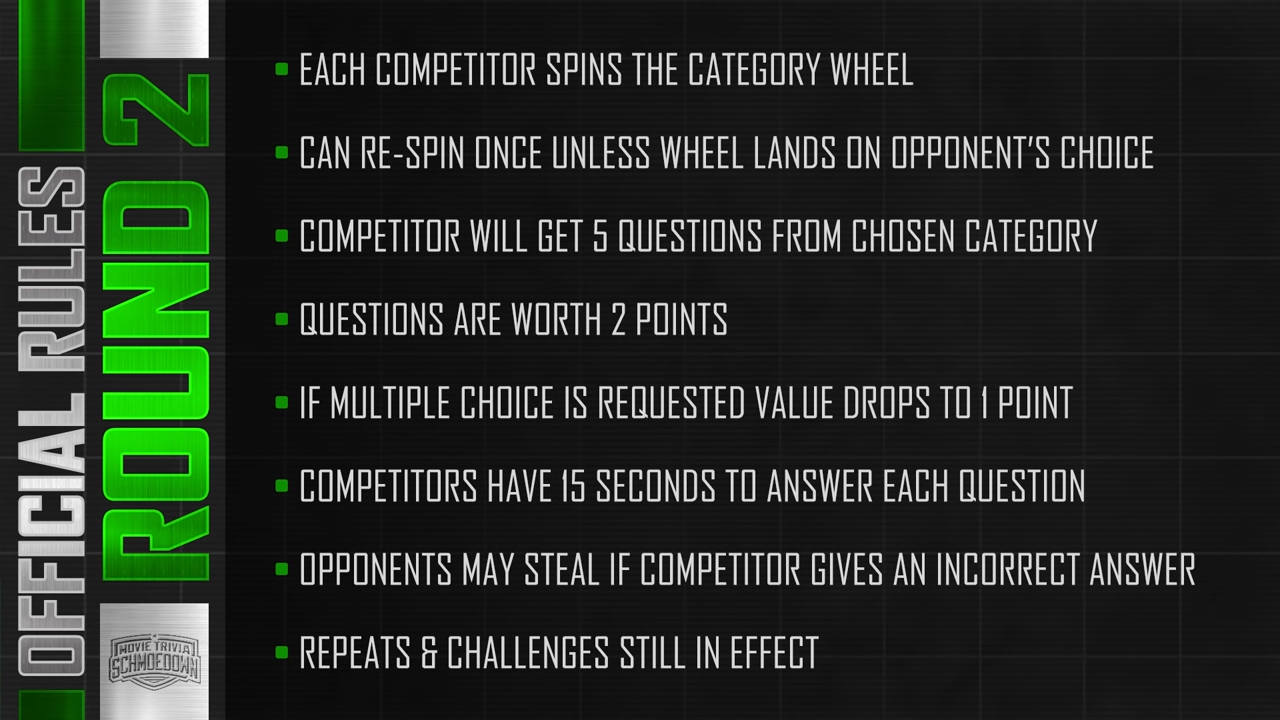 OFFICIAL RULES
ROUND 2
EACH COMPETITOR SPINS THE CATEGORY WHEEL
CAN RE-SPIN ONCE UNLESS WHEEL LANDS ON OPPONENT'S CHOICE
COMPETITOR WILL GET 5 QUESTIONS FROM CHOSEN CATEGORY
QUESTIONS ARE WORTH 2 POINTS
IF MULTIPLE CHOICE IS REQUESTED VALUE DROPS TO 1 POINT
COMPETITORS HAVE 15 SECONDS TO ANSWER EACH QUESTION
OPPONENTS MAY STEAL IF COMPETITOR GIVES AN INCORRECT ANSWER
REPEATS & CHALLENGES STILL IN EFFECT
MOVIE TRIVIA
SCHMOEDOWN